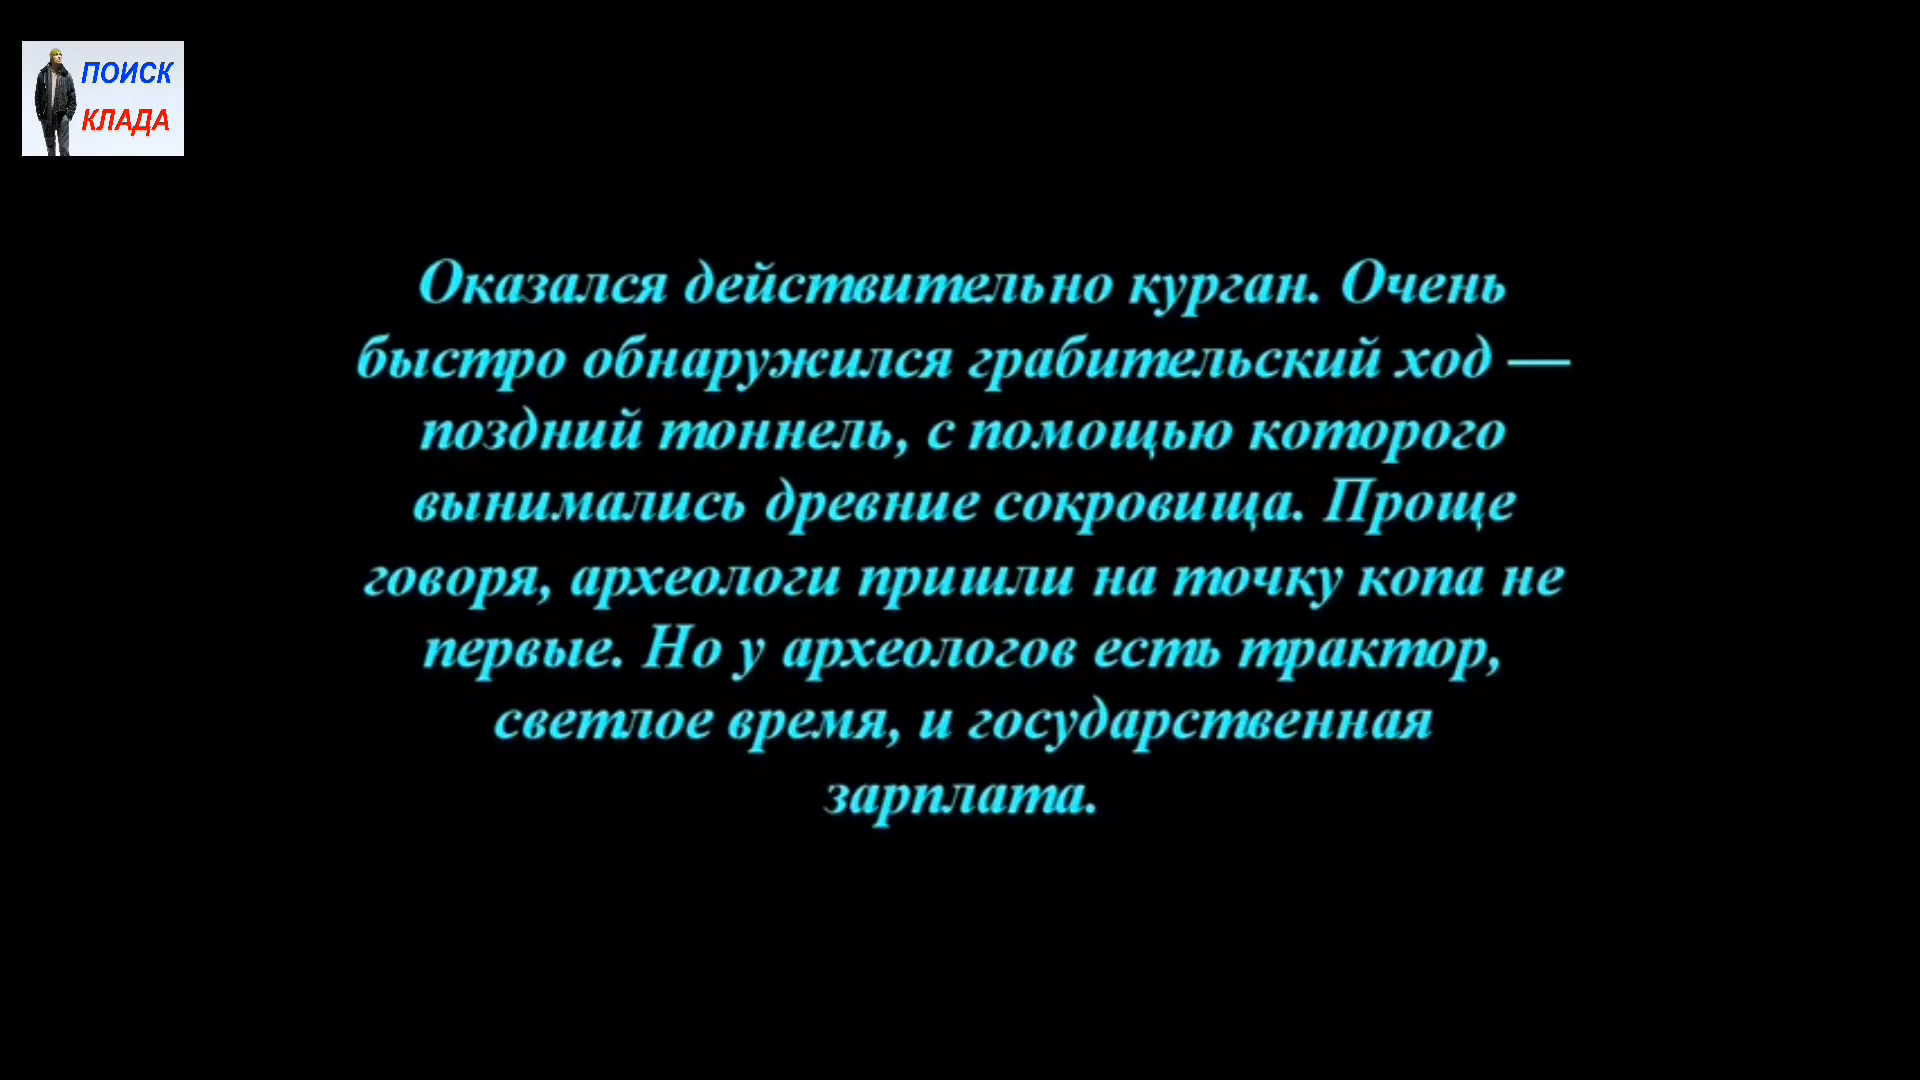 ПОИСК
КЛАДА
Оказался действительно курган. Очень
быстро обнаружился грабительский ход —
поздний тоннель, с помощью которого
вынимались древние сокровища. Проще
говоря, археологи пришли на точку копа не
первые. Но у археологов есть трактор,
светлое время, и государственная
зарплата.